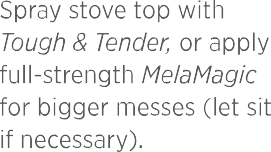 Spray stove top with
Tough & Tender, or apply
full-strength MelaMagic
for bigger messes (let sit
if necessary).